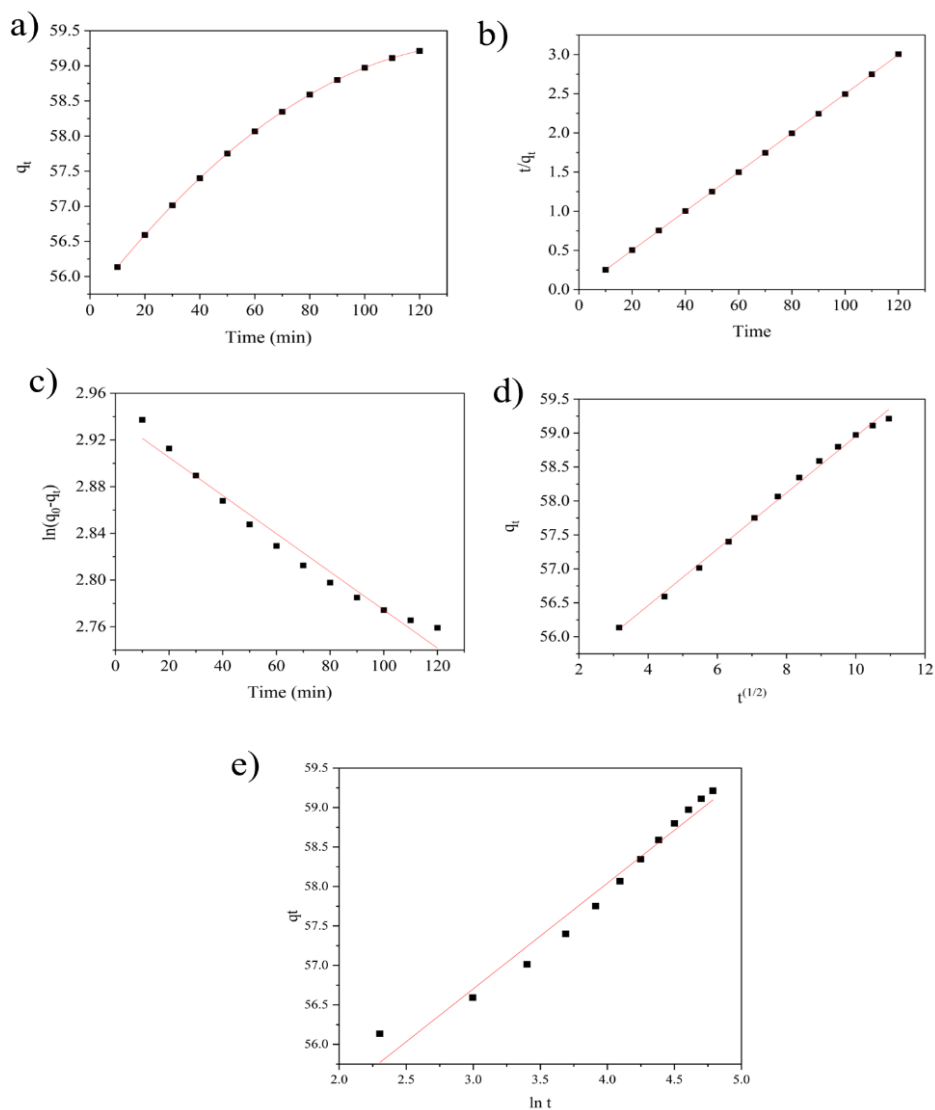 a)
59.5
59.0
58.5
58.0
57.5
57.0
56.5
56.0
qₜ
0 20 40 60 80 100 120
Time (min)
b)
3.0
2.5
2.0
1.5
1.0
0.5
0.0
t/qₜ
0 20 40 60 80 100 120
Time
c)
2.96
2.92
2.88
2.84
2.80
2.76
ln(q₀-qₜ)
0 20 40 60 80 100 120
Time (min)
d)
59.5
59.0
58.5
58.0
57.5
57.0
56.5
56.0
qₜ
2 4 6 8 10 12
t^(1/2)
e)
59.5
59.0
58.5
58.0
57.5
57.0
56.5
56.0
qt
2.0 2.5 3.0 3.5 4.0 4.5 5.0
ln t